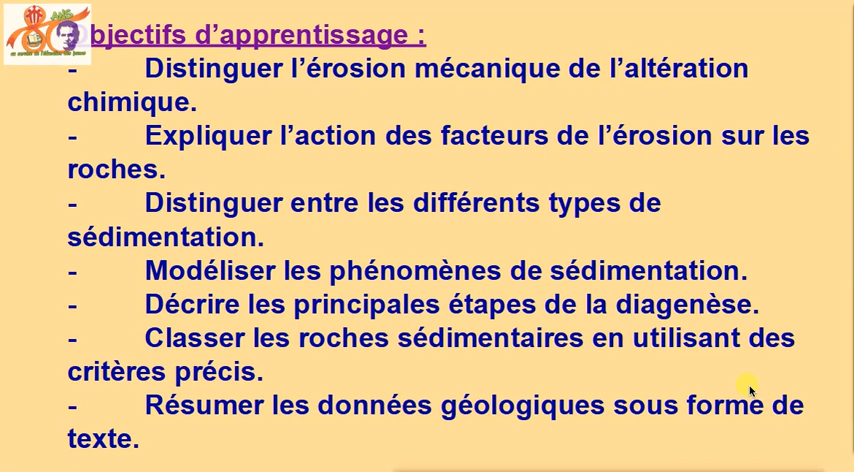 Objectifs d'apprentissage :
- Distinguer l'érosion mécanique de l'altération
chimique.
- Expliquer l'action des facteurs de l'érosion sur les
roches.
- Distinguer entre les différents types de
sédimentation.
- Modéliser les phénomènes de sédimentation.
- Décrire les principales étapes de la diagenèse.
- Classer les roches sédimentaires en utilisant des
critères précis.
- Résumer les données géologiques sous forme de
texte.